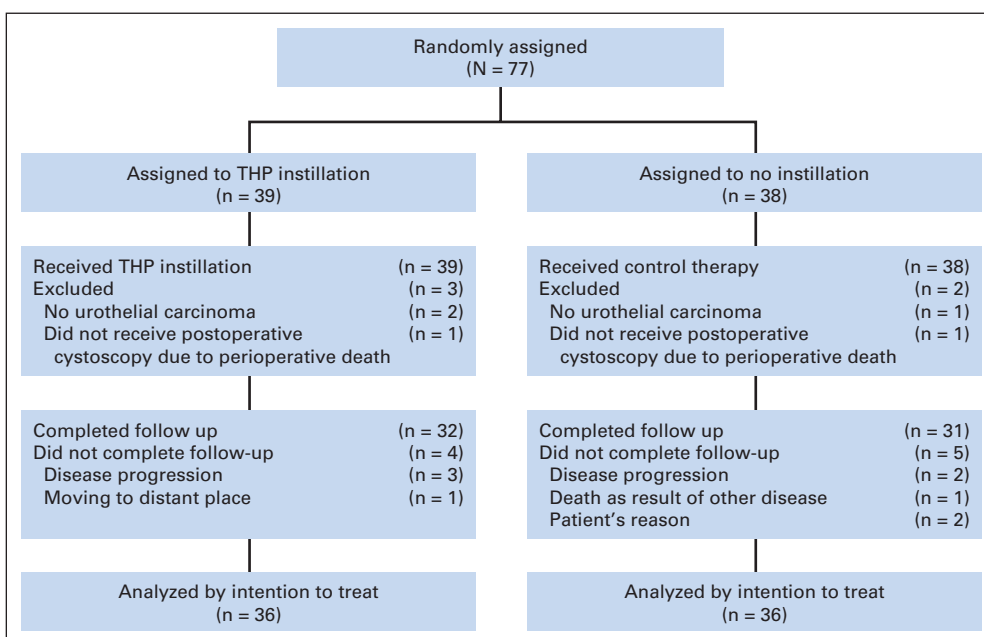 Randomly assigned
(N = 77)
Assigned to THP instillation
(n = 39)
Assigned to no instillation
(n = 38)
Received THP instillation (n = 39)
Excluded (n = 3)
No urothelial carcinoma (n = 2)
Did not receive postoperative (n = 1)
cystoscopy due to perioperative death
Received control therapy (n = 38)
Excluded (n = 2)
No urothelial carcinoma (n = 1)
Did not receive postoperative (n = 1)
cystoscopy due to perioperative death
Completed follow up (n = 32)
Did not complete follow-up (n = 4)
Disease progression (n = 3)
Moving to distant place (n = 1)
Completed follow up (n = 31)
Did not complete follow-up (n = 5)
Disease progression (n = 2)
Death as result of other disease (n = 1)
Patient's reason (n = 2)
Analyzed by intention to treat
(n = 36)
Analyzed by intention to treat
(n = 36)